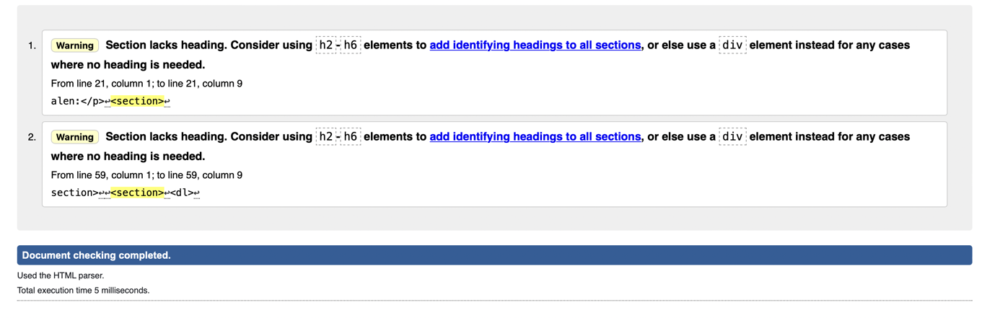 1. Warning Section lacks heading. Consider using h2-h6 elements to add identifying headings to all sections, or else use a div element instead for any cases
where no heading is needed.
From line 21, column 1; to line 21, column 9
alen:</p>↩<section>↩
2. Warning Section lacks heading. Consider using h2-h6 elements to add identifying headings to all sections, or else use a div element instead for any cases
where no heading is needed.
From line 59, column 1; to line 59, column 9
section>↩↩<section>↩<dl>↩
Document checking completed.
Used the HTML parser.
Total execution time 5 milliseconds.